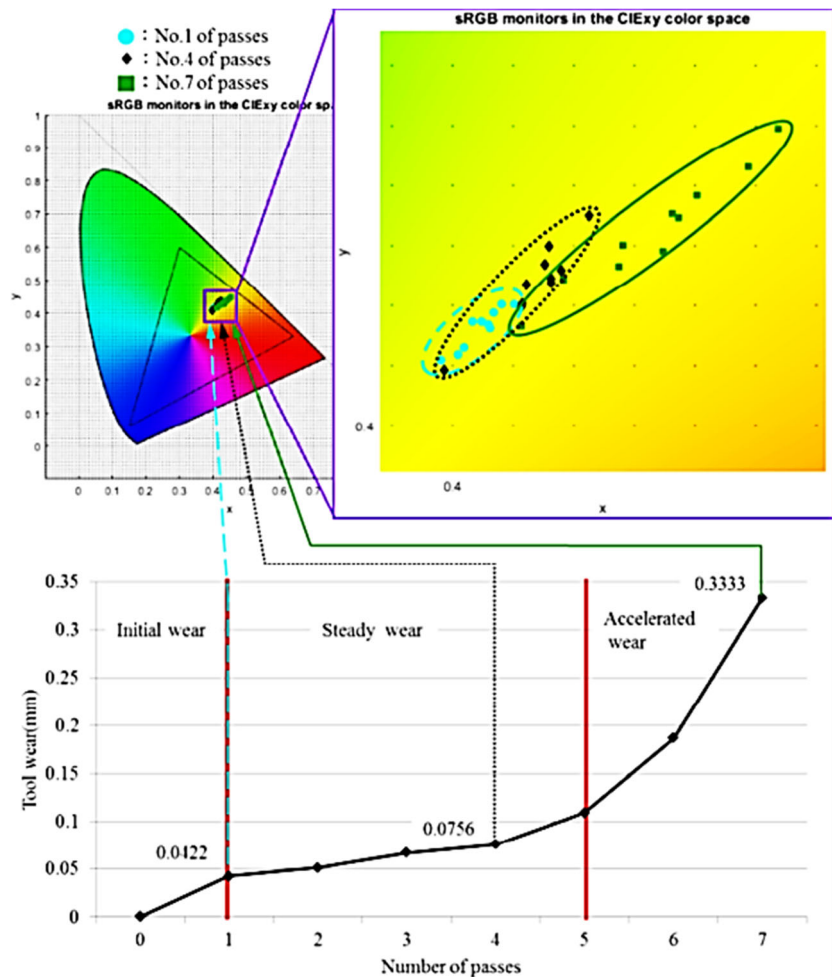 : No.1 of passes
: No.4 of passes
: No.7 of passes
sRGB monitors in the CIExy color sp
y
1
0.9
0.8
0.7
0.6
0.5
0.4
0.3
0.2
0.1
0
0 0.1 0.2 0.3 0.4 0.5 0.6 0.7
x
sRGB monitors in the CIExy color space
y
0.4
0.4
x
Tool wear(mm)
0.35
0.3
0.25
0.2
0.15
0.1
0.05
0
Initial wear
Steady wear
Accelerated
wear
0.3333
0.0756
0.0422
0 1 2 3 4 5 6 7
Number of passes